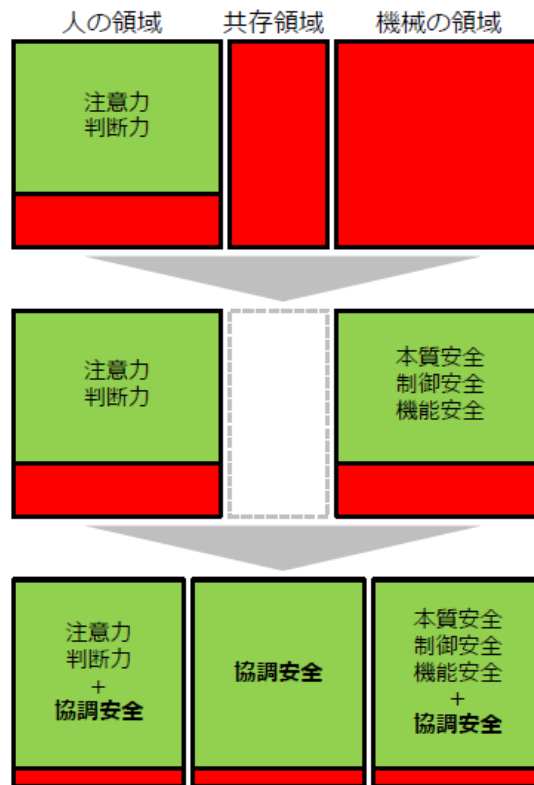 人の領域
共存領域
機械の領域
注意力
判断力
注意力
判断力
本質安全
制御安全
機能安全
注意力
判断力
+
協調安全
協調安全
本質安全
制御安全
機能安全
+
協調安全